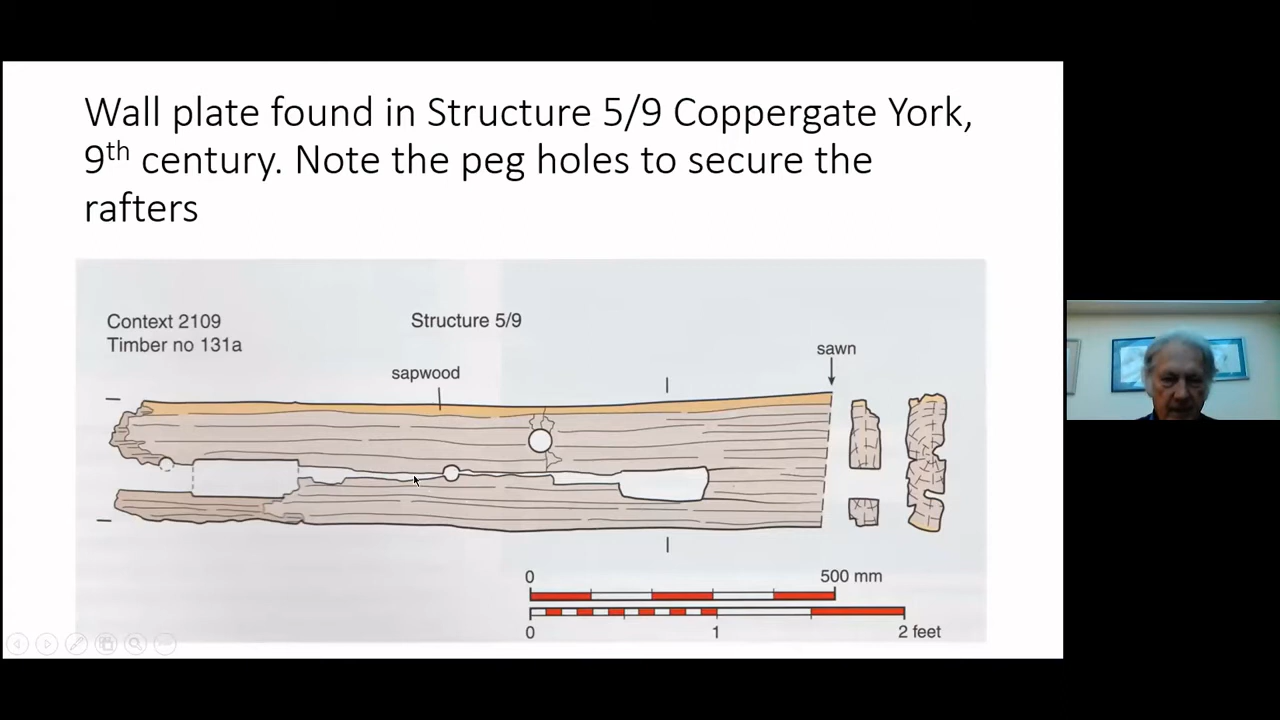 Wall plate found in Structure 5/9 Coppergate York,
9th century. Note the peg holes to secure the
rafters
Context 2109
Timber no 131a
Structure 5/9
sapwood
sawn
0
500 mm
0
1
2 feet